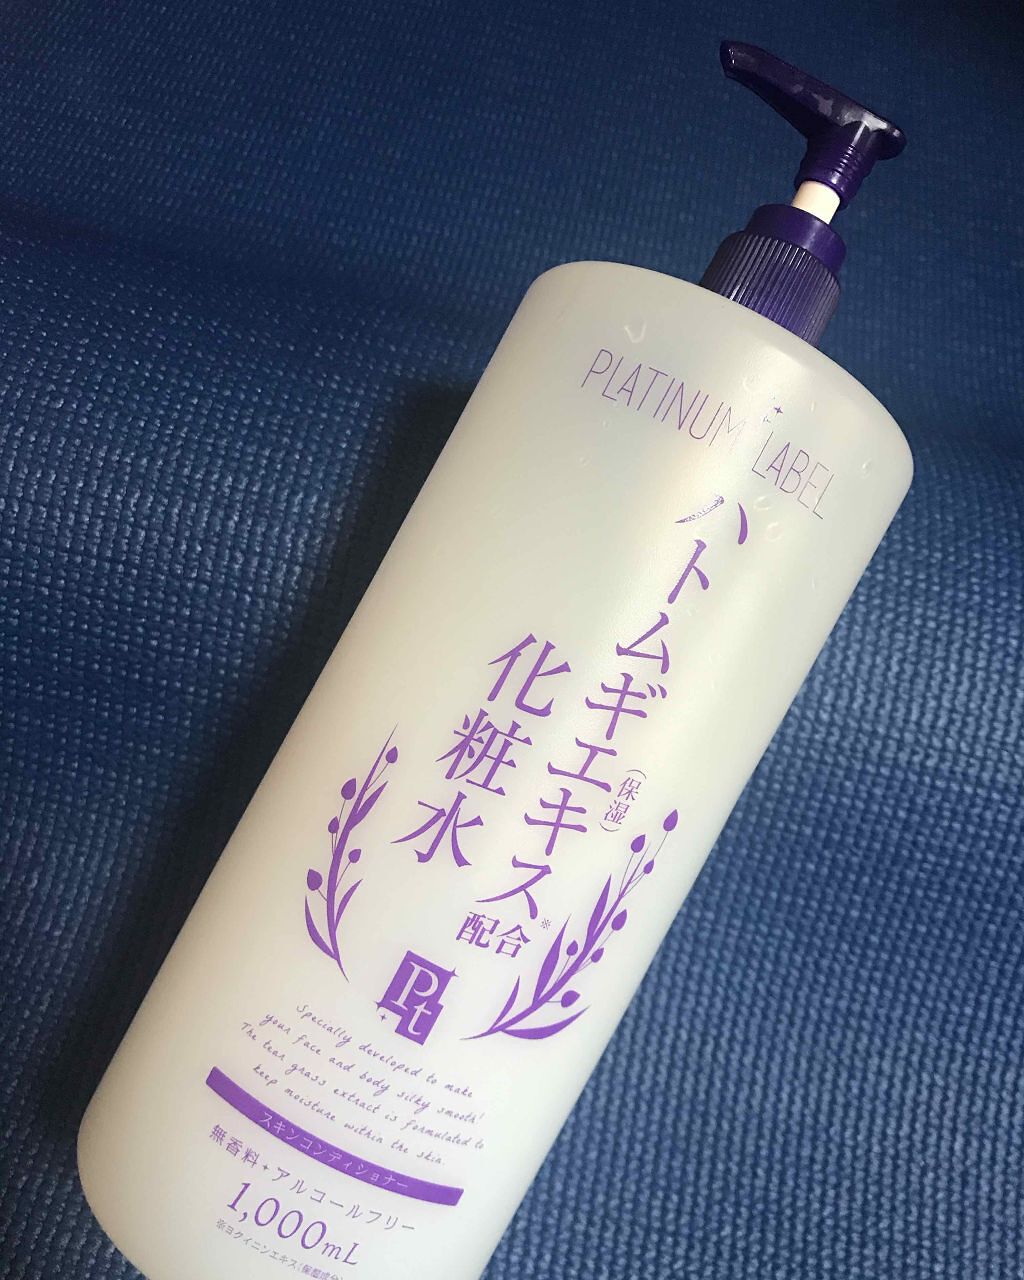 PLATINUM LABEL
ハトムギエキス※
(保湿)
配合
化粧水
Pt
Specially developed to make
your face and body silky smooth!
The tear grass extract is formulated to
keep moisture within the skin.
スキンコンディショナー
無香料+アルコールフリー
1,000mL
※ヨクイニンエキス(保湿成分)